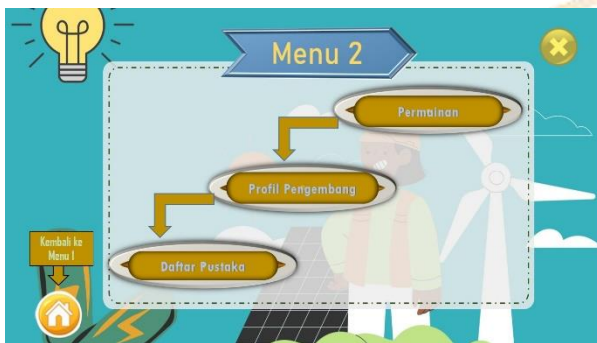 Menu 2
Permainan
Profil Pengembang
Daftar Pustaka
Kembali ke
Menu 1